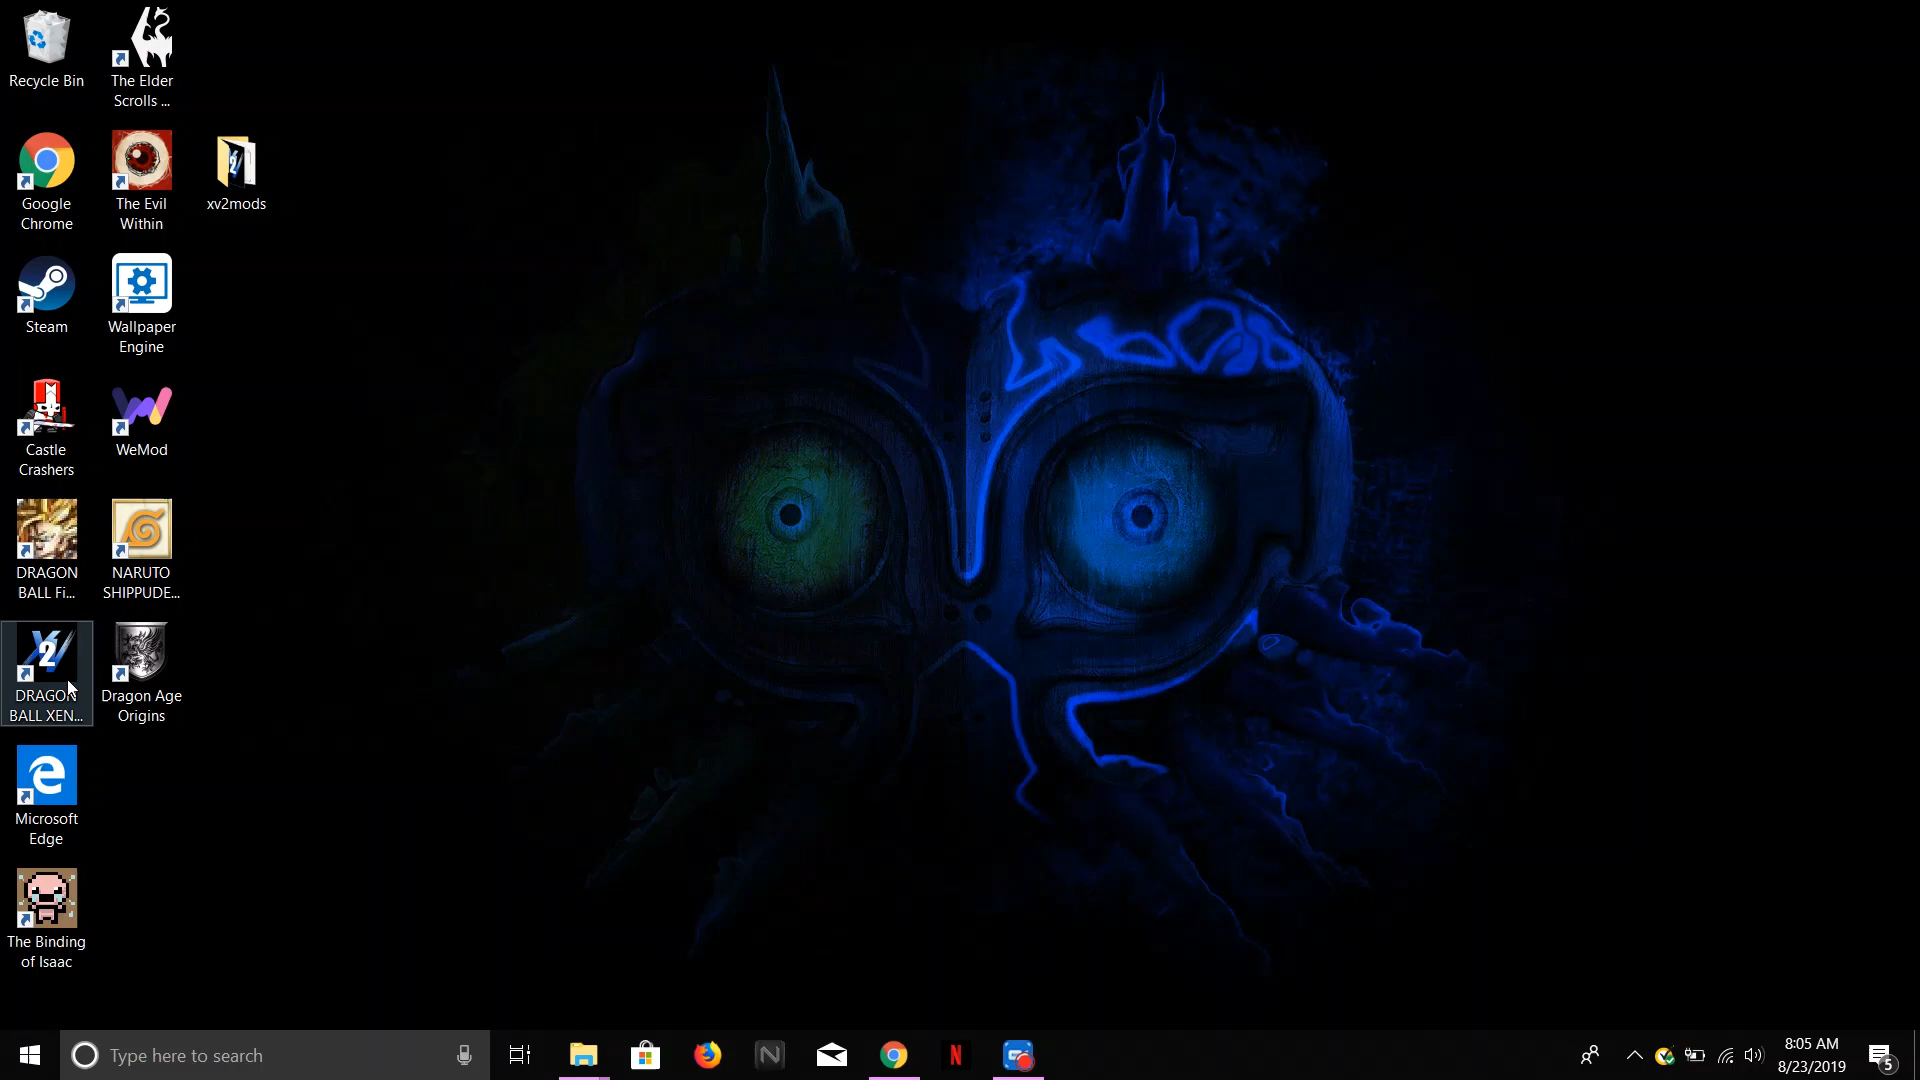 Recycle Bin
The Elder
Scrolls ...
Google
Chrome
The Evil
Within
xv2mods
Steam
Wallpaper
Engine
Castle
Crashers
WeMod
DRAGON
BALL Fi...
NARUTO
SHIPPUDE...
DRAGON
BALL XEN...
Dragon Age
Origins
Microsoft
Edge
The Binding
of Isaac
Type here to search
8:05 AM
8/23/2019
5